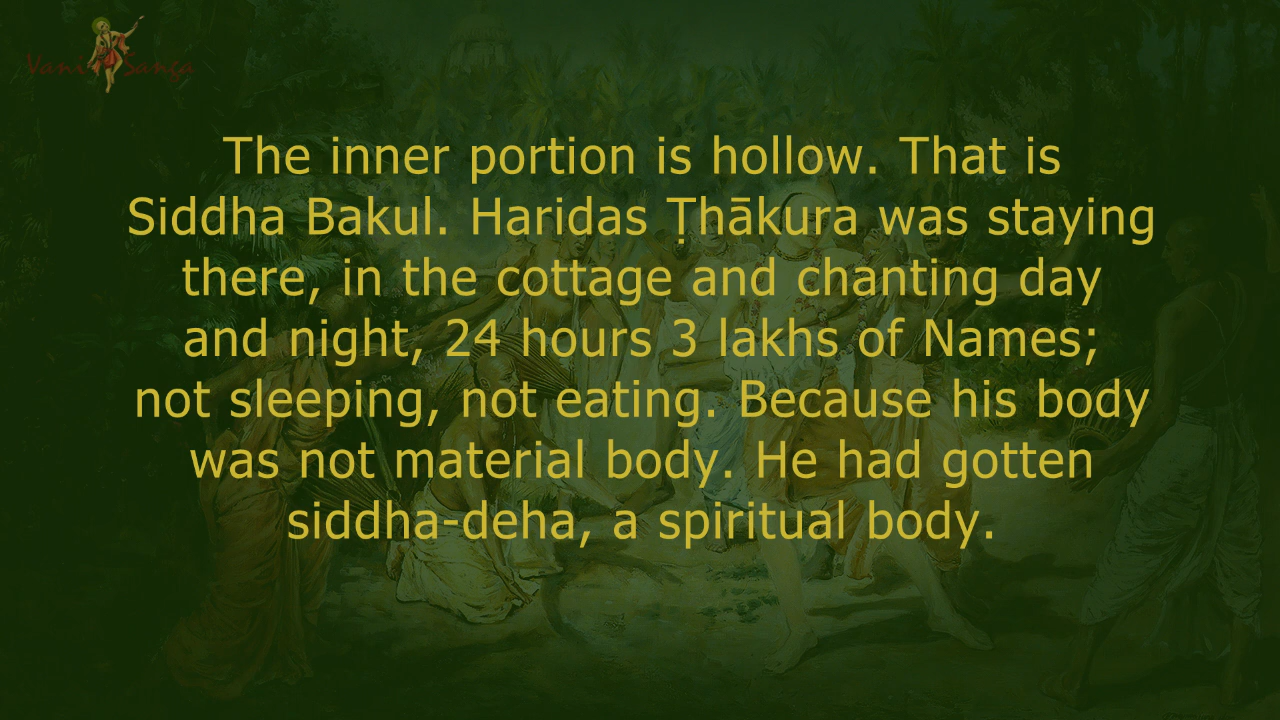 Vani Sanga
The inner portion is hollow. That is
Siddha Bakul. Haridas Ṭhākura was staying
there, in the cottage and chanting day
and night, 24 hours 3 lakhs of Names;
not sleeping, not eating. Because his body
was not material body. He had gotten
siddha-deha, a spiritual body.